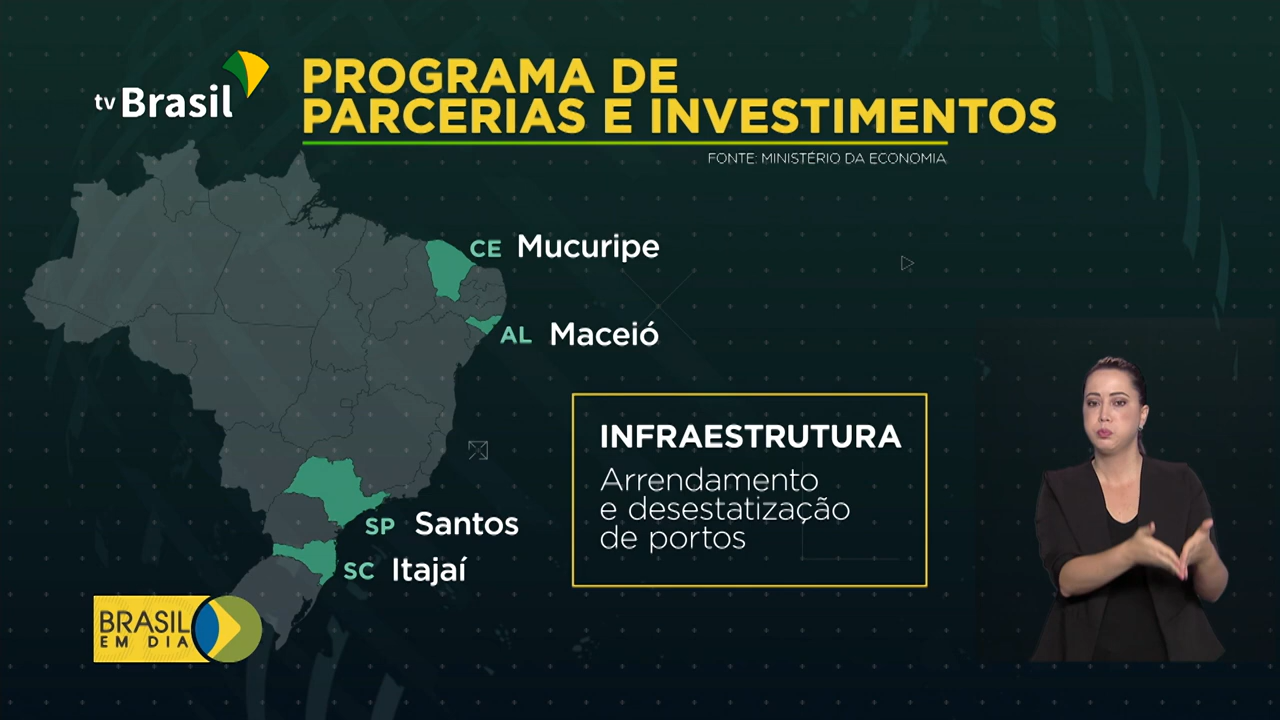 tv Brasil
PROGRAMA DE
PARCERIAS E INVESTIMENTOS
FONTE: MINISTÉRIO DA ECONOMIA
CE Mucuripe
AL Maceió
INFRAESTRUTURA
Arrendamento
e desestatização
de portos
SP Santos
SC Itajaí
BRASIL
EM DIA